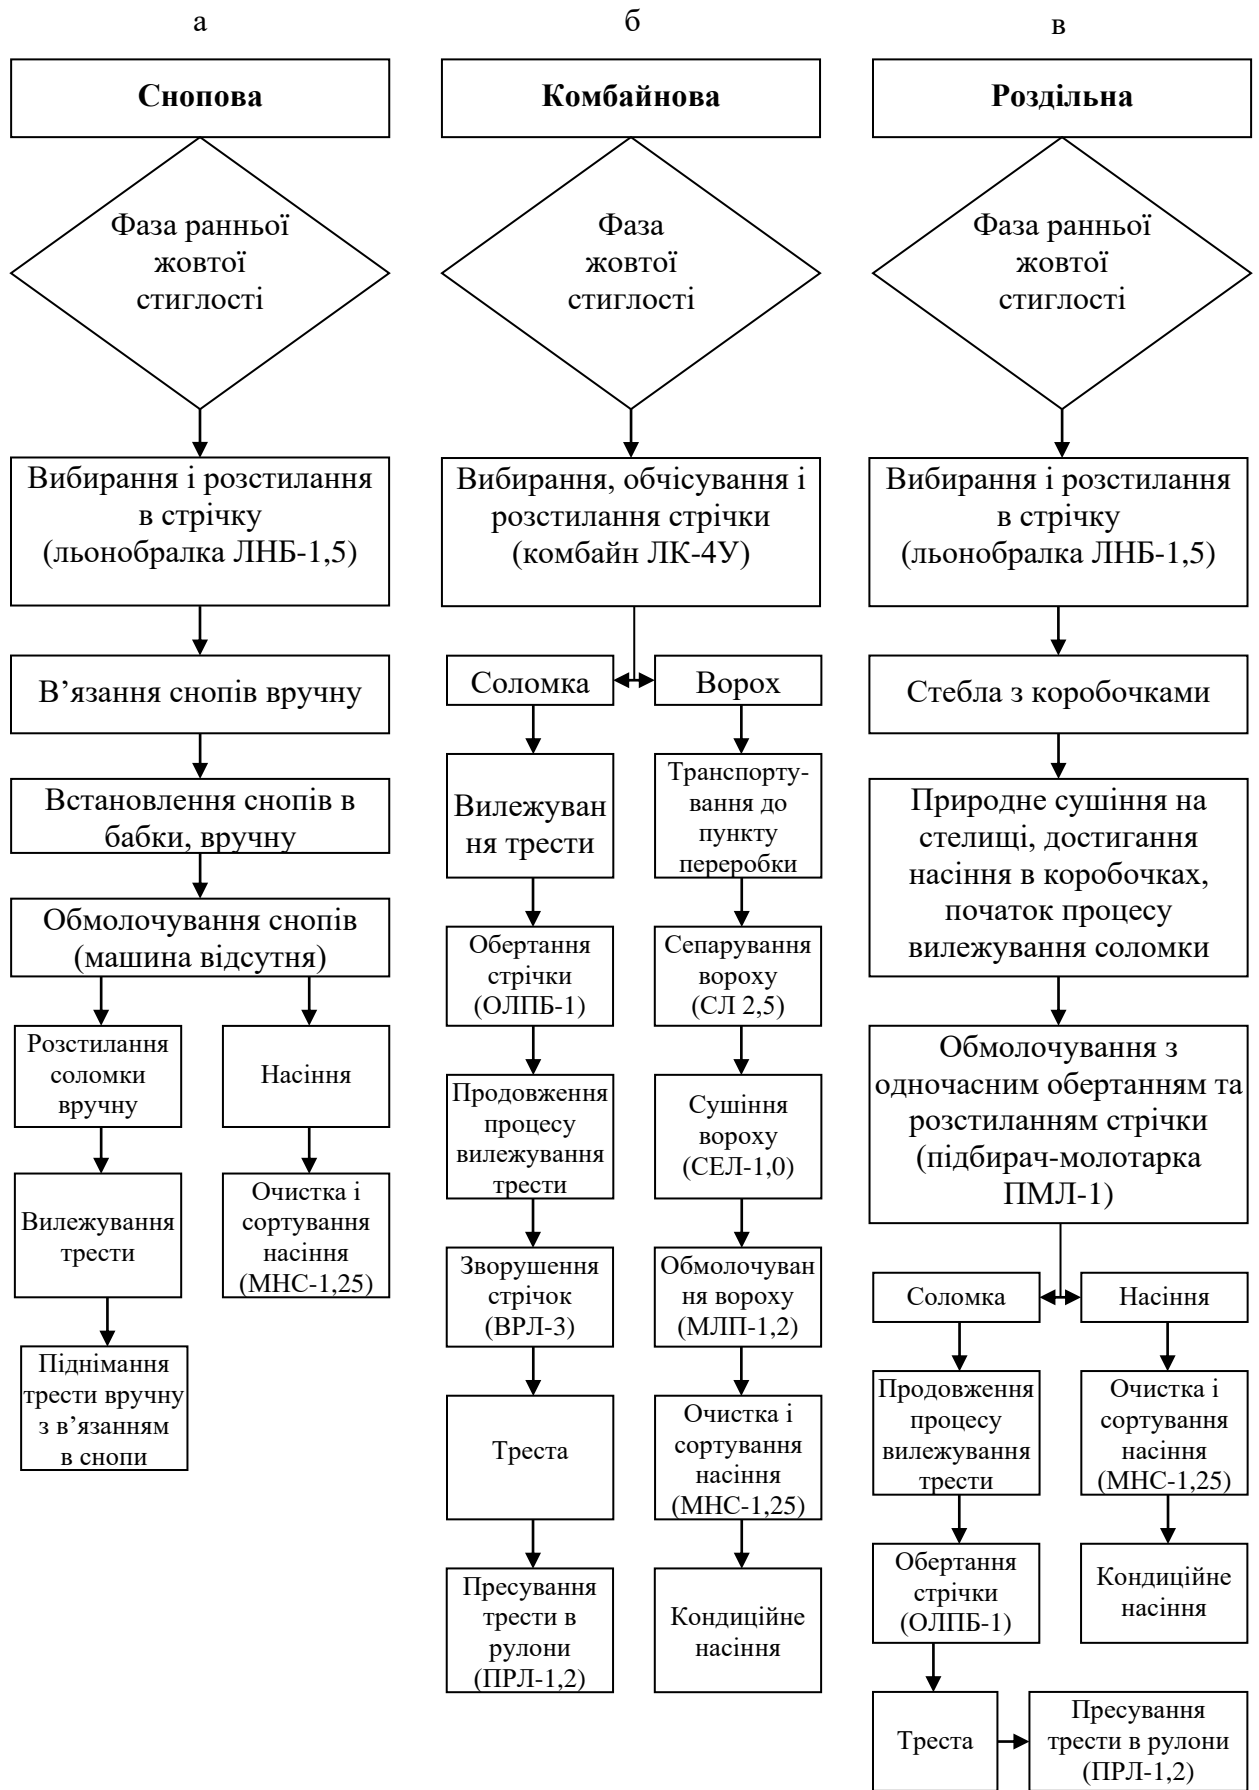 а
Снопова
Фаза ранньої
жовтої
стиглості
Вибирання і розстилання
в стрічку
(льонобралка ЛНБ-1,5)
В’язання снопів вручну
Встановлення снопів в
бабки, вручну
Обмолочування снопів
(машина відсутня)
Розстилання
соломки
вручну
Вилежування
трести
Піднімання
трести вручну
з в’язанням
в снопи
Насіння
Очистка і
сортування
насіння
(МНС-1,25)
б
Комбайнова
Фаза
жовтої
стиглості
Вибирання, обчісування і
розстилання стрічки
(комбайн ЛК-4У)
Соломка
Вилежуван
ня трести
Обертання
стрічки
(ОЛПБ-1)
Продовження
процесу
вилежування
трести
Зворушення
стрічок
(ВРЛ-3)
Треста
Пресування
трести в
рулони
(ПРЛ-1,2)
Ворох
Транспорту-
вання до
пункту
переробки
Сепарування
вороху
(СЛ 2,5)
Сушіння
вороху
(СЕЛ-1,0)
Обмолочуван
ня вороху
(МЛП-1,2)
Очистка і
сортування
насіння
(МНС-1,25)
Кондиційне
насіння
в
Роздільна
Фаза ранньої
жовтої
стиглості
Вибирання і розстилання
в стрічку
(льонобралка ЛНБ-1,5)
Стебла з коробочками
Природне сушіння на
стелищі, достигання
насіння в коробочках,
початок процесу
вилежування соломки
Обмолочування з
одночасним обертанням та
розстиланням стрічки
(підбирач-молотарка
ПМЛ-1)
Соломка
Продовження
процесу
вилежування
трести
Обертання
стрічки
(ОЛПБ-1)
Треста
Пресування
трести в рулони
(ПРЛ-1,2)
Насіння
Очистка і
сортування
насіння
(МНС-1,25)
Кондиційне
насіння